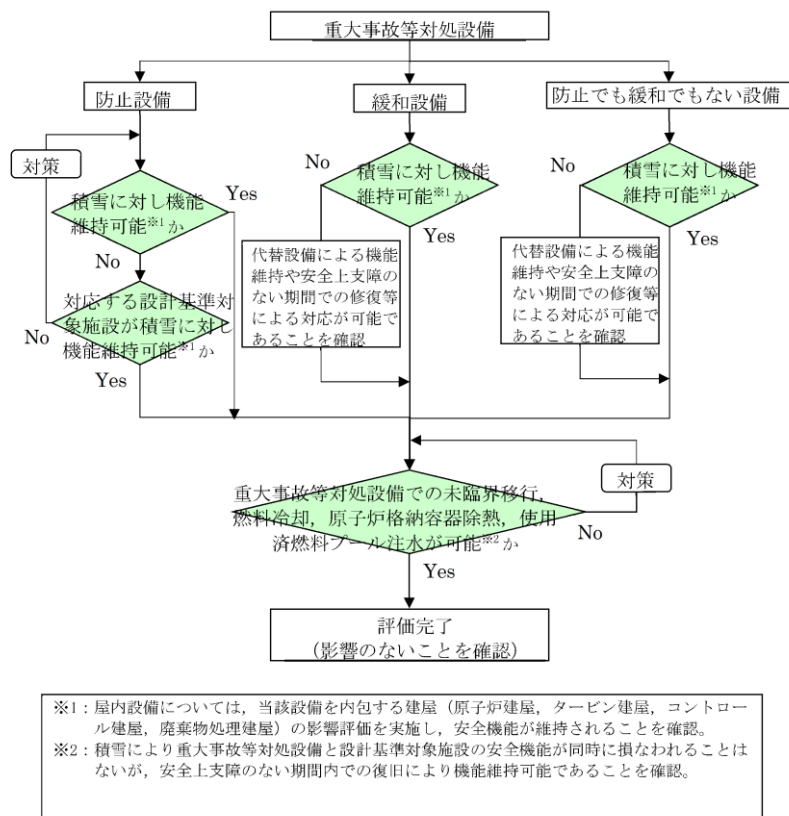 重大事故等対処設備
防止設備
緩和設備
防止でも緩和でもない設備
対策
積雪に対し機能
維持可能※1か
Yes
No
対応する設計基準対
象施設が積雪に対し
機能維持可能※1か
No
Yes
No
積雪に対し機能
維持可能※1か
Yes
代替設備による機能
維持や安全上支障の
ない期間での修復等
による対応が可能で
あることを確認
No
積雪に対し機能
維持可能※1か
Yes
代替設備による機能
維持や安全上支障の
ない期間での修復等
による対応が可能で
あることを確認
重大事故等対処設備での未臨界移行，
燃料冷却，原子炉格納容器除熱，使用
済燃料プール注水が可能※2か
対策
No
Yes
評価完了
（影響のないことを確認）
※1：屋内設備については，当該設備を内包する建屋（原子炉建屋，タービン建屋，コントロー
ル建屋，廃棄物処理建屋）の影響評価を実施し，安全機能が維持されることを確認。
※2：積雪により重大事故等対処設備と設計基準対象施設の安全機能が同時に損なわれることは
ないが，安全上支障のない期間内での復旧により機能維持可能であることを確認。